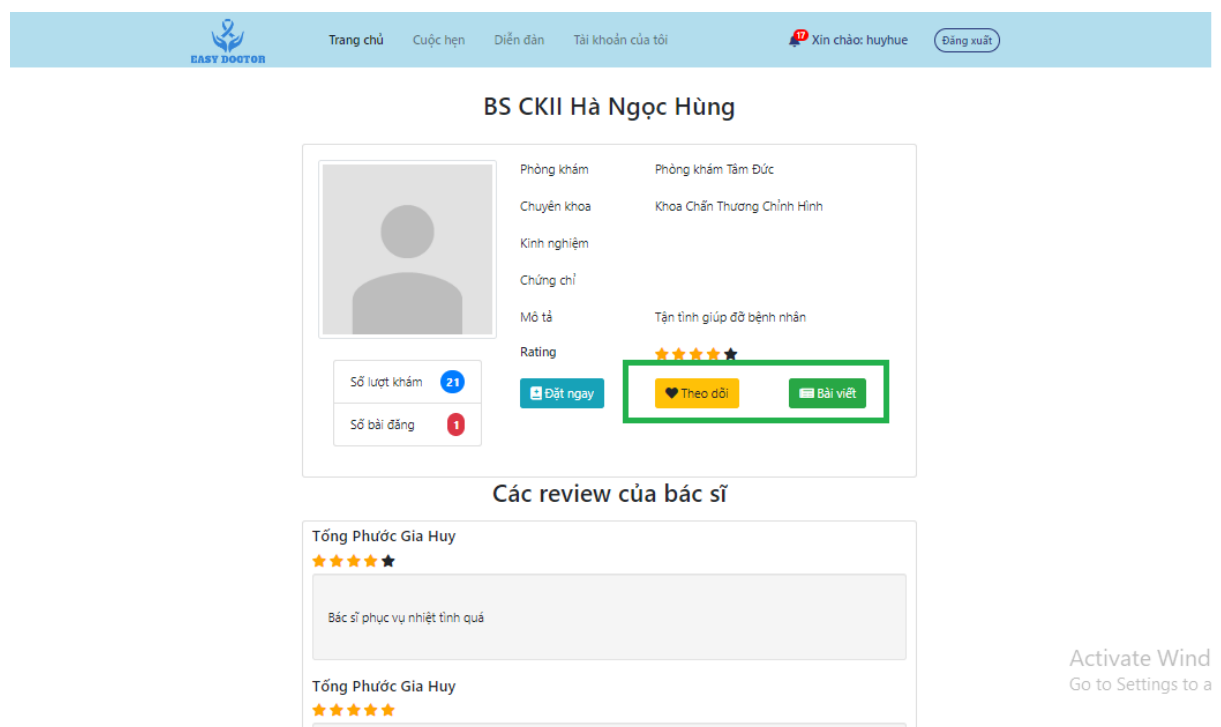 EASY DOCTOR
Trang chủ Cuộc hẹn Diễn đàn Tài khoản của tôi 17 Xin chào: huyhue Đăng xuất
BS CKII Hà Ngọc Hùng
Phòng khám Phòng khám Tâm Đức
Chuyên khoa Khoa Chấn Thương Chỉnh Hình
Kinh nghiệm
Chứng chỉ
Mô tả Tận tình giúp đỡ bệnh nhân
Rating
Số lượt khám 21
Đặt ngay Theo dõi Bài viết
Số bài đăng 1
Các review của bác sĩ
Tống Phước Gia Huy
Bác sĩ phục vụ nhiệt tình quá
Tống Phước Gia Huy
Activate Wind
Go to Settings to a